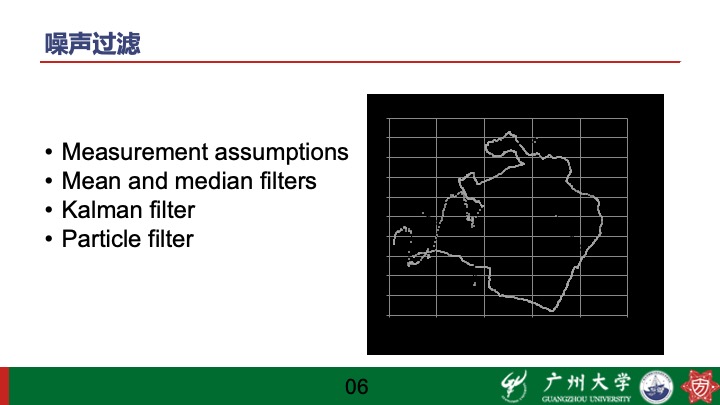 噪声过滤
• Measurement assumptions
• Mean and median filters
• Kalman filter
• Particle filter
06
广州大学
GUANGZHOU UNIVERSITY